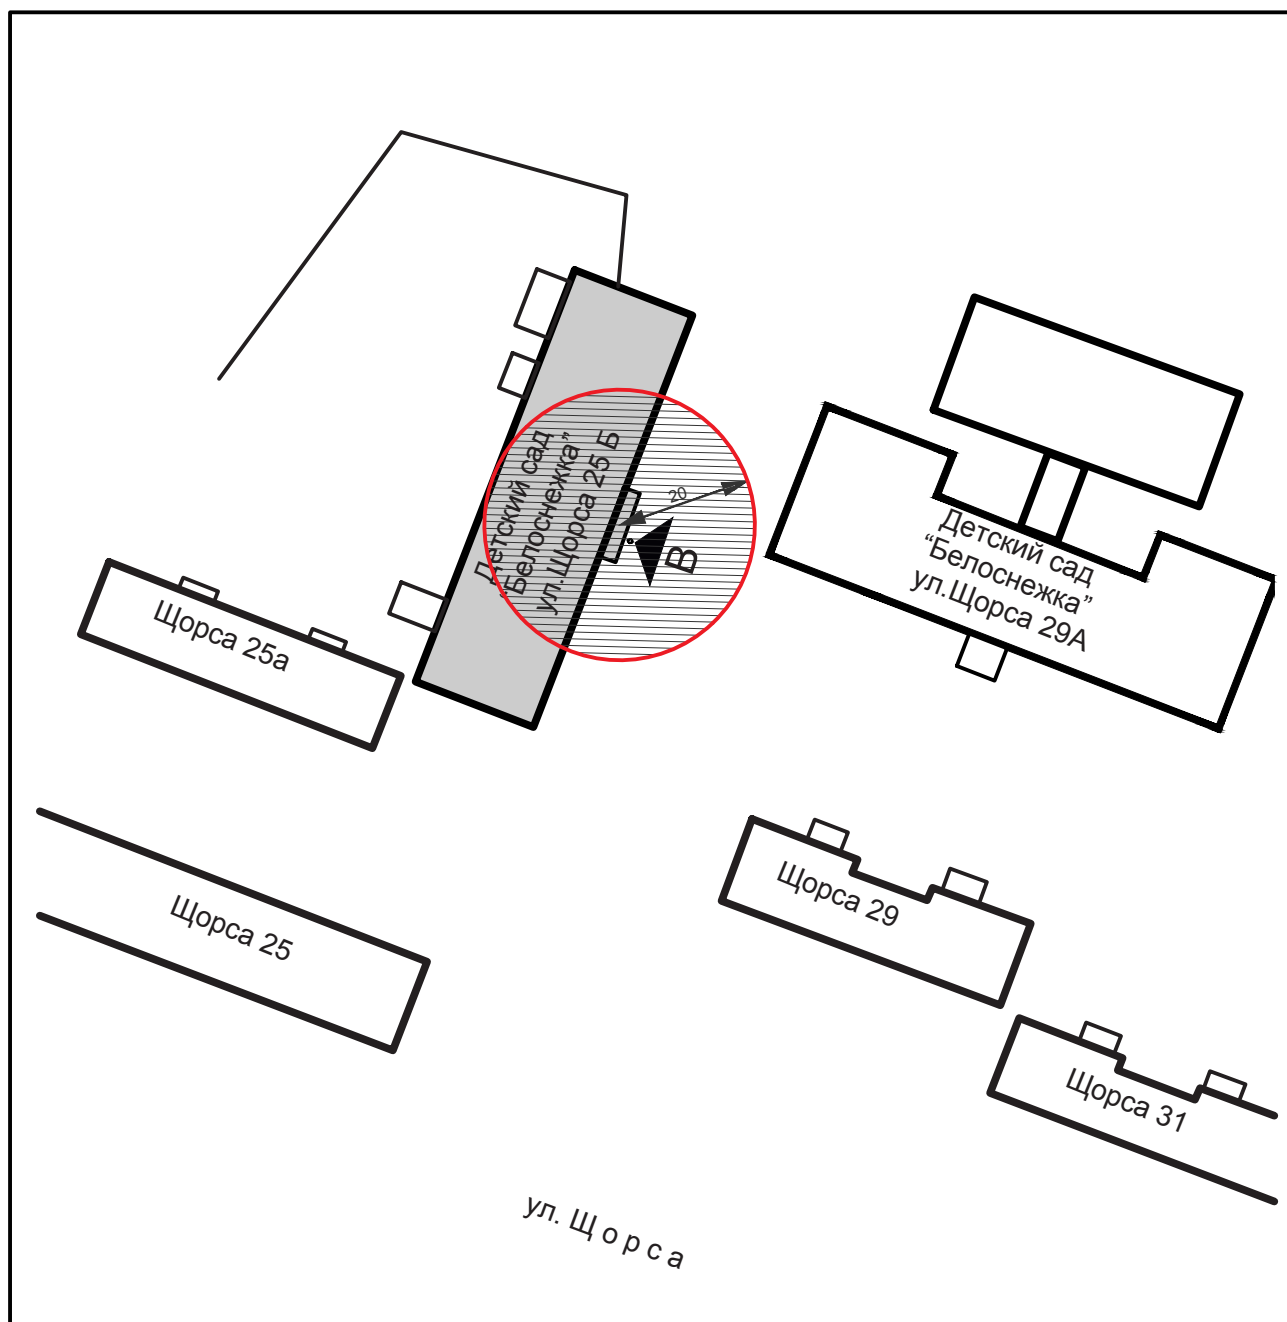 Детский сад
“Белоснежка”
ул.Щорса 25 Б
20
В
Детский сад
“Белоснежка”
ул.Щорса 29А
Щорса 25а
Щорса 25
Щорса 29
Щорса 31
ул. Щорса